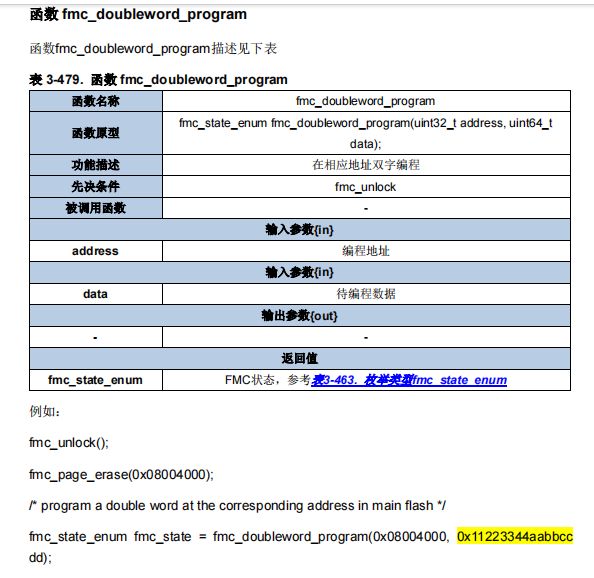 函数 fmc_doubleword_program
函数fmc_doubleword_program描述见下表
表 3-479. 函数 fmc_doubleword_program
函数名称 fmc_doubleword_program
函数原型 fmc_state_enum fmc_doubleword_program(uint32_t address, uint64_t
data);
功能描述 在相应地址双字编程
先决条件 fmc_unlock
被调用函数 -
输入参数{in}
address 编程地址
输入参数{in}
data 待编程数据
输出参数{out}
- -
返回值
fmc_state_enum FMC状态，参考表3-463. 枚举类型fmc_state_enum
例如：
fmc_unlock();
fmc_page_erase(0x08004000);
/* program a double word at the corresponding address in main flash */
fmc_state_enum fmc_state = fmc_doubleword_program(0x08004000, 0x11223344aabbcc
dd);